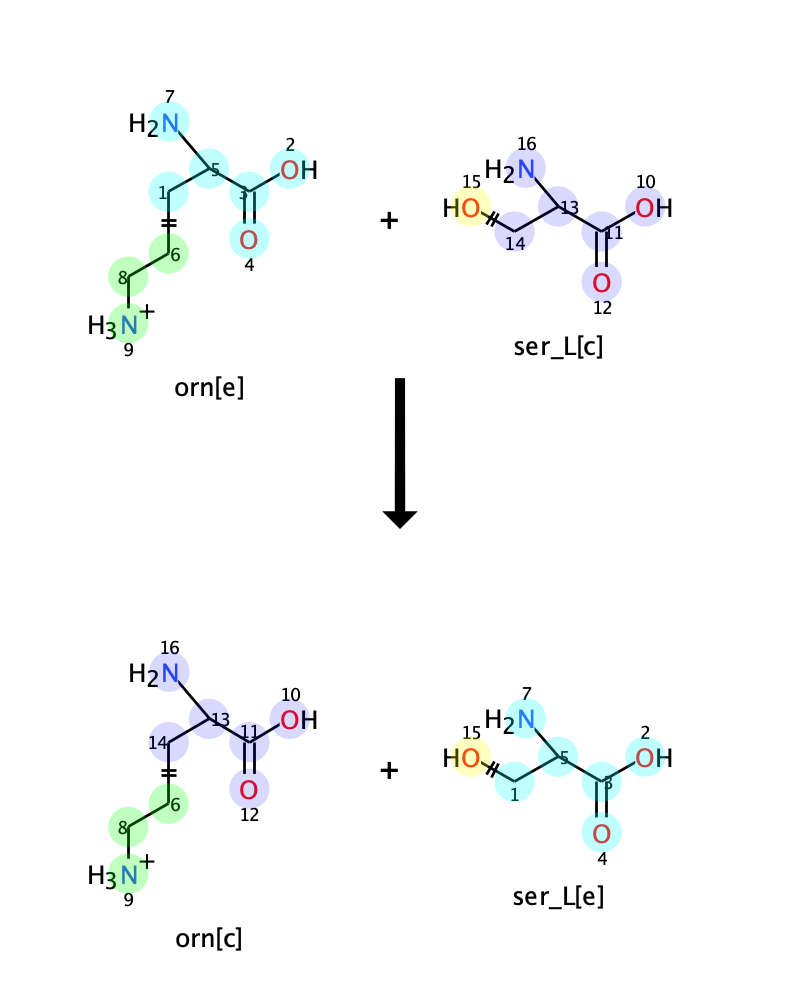 7
H2N
2
5
OH
1
3
O
4
6
8
H3N+
9
orn[e]
+
16
H2N
15
10
HO
13
OH
14
11
O
12
ser_L[c]
16
H2N
10
13
OH
14
11
O
12
6
8
H3N+
9
orn[c]
+
7
H2N
15
2
HO
5
OH
1
3
O
4
ser_L[e]